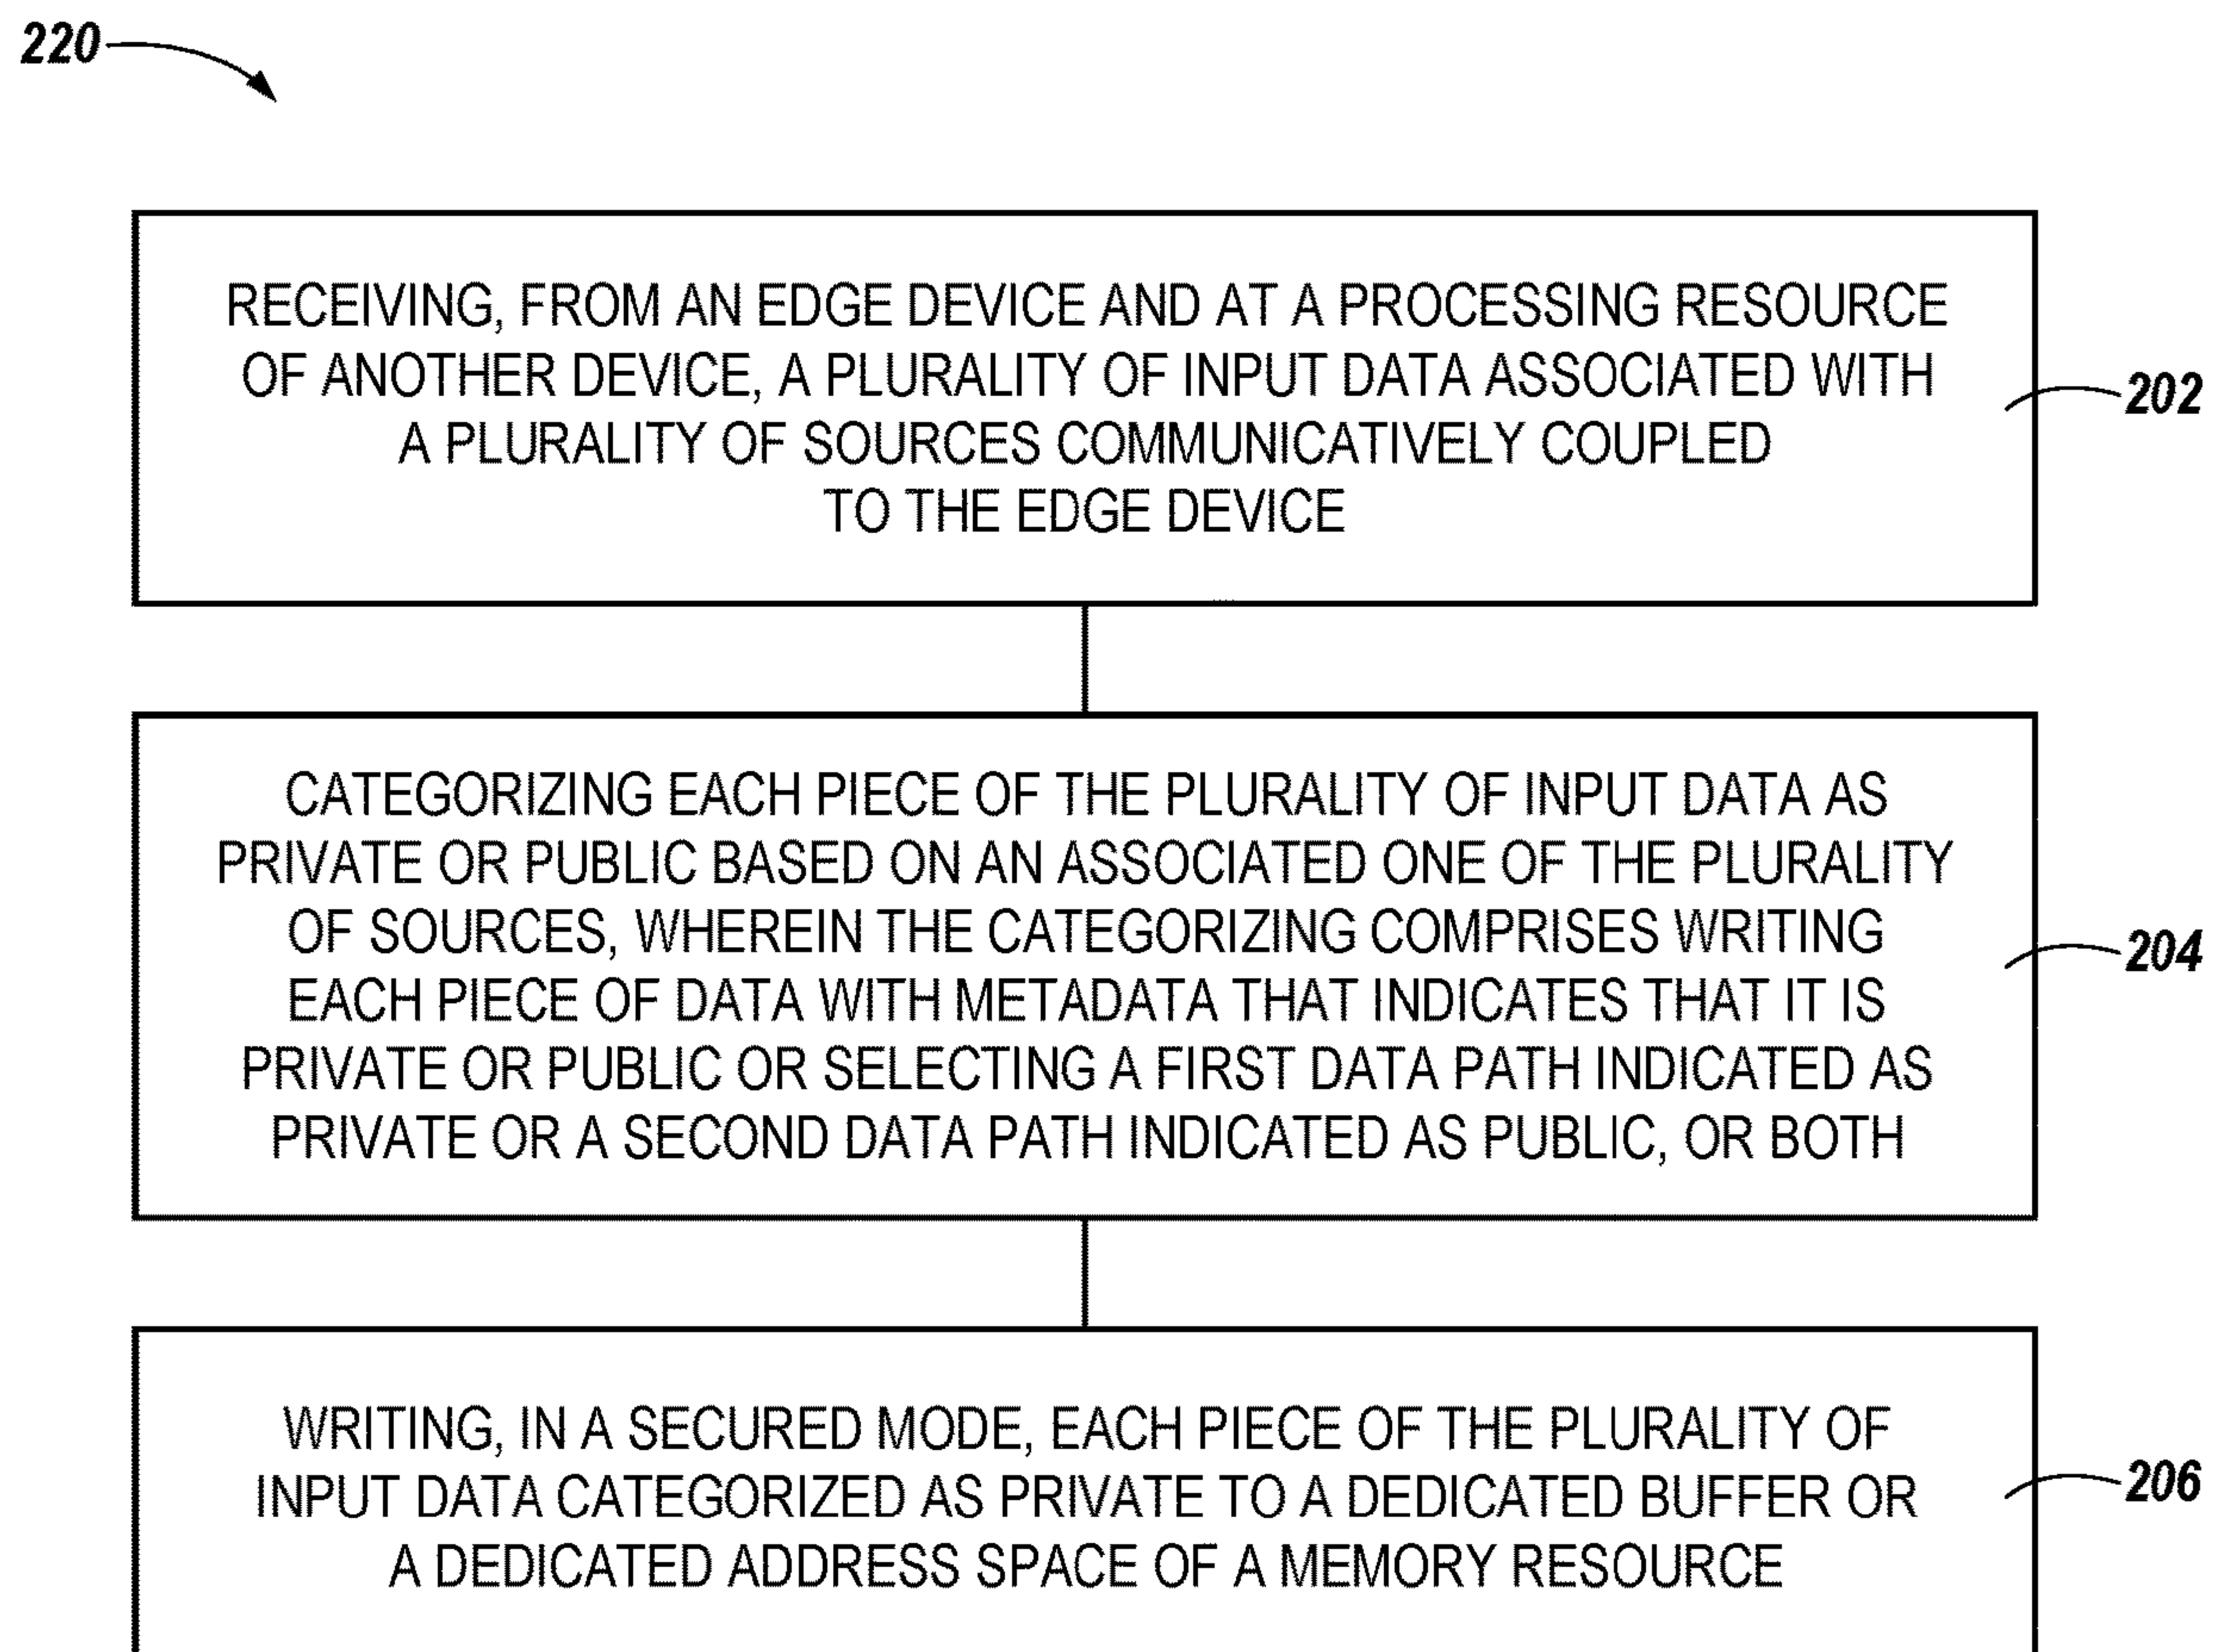 220
RECEIVING, FROM AN EDGE DEVICE AND AT A PROCESSING RESOURCE
OF ANOTHER DEVICE, A PLURALITY OF INPUT DATA ASSOCIATED WITH
A PLURALITY OF SOURCES COMMUNICATIVELY COUPLED
TO THE EDGE DEVICE
202
CATEGORIZING EACH PIECE OF THE PLURALITY OF INPUT DATA AS
PRIVATE OR PUBLIC BASED ON AN ASSOCIATED ONE OF THE PLURALITY
OF SOURCES, WHEREIN THE CATEGORIZING COMPRISES WRITING
EACH PIECE OF DATA WITH METADATA THAT INDICATES THAT IT IS
PRIVATE OR PUBLIC OR SELECTING A FIRST DATA PATH INDICATED AS
PRIVATE OR A SECOND DATA PATH INDICATED AS PUBLIC, OR BOTH
204
WRITING, IN A SECURED MODE, EACH PIECE OF THE PLURALITY OF
INPUT DATA CATEGORIZED AS PRIVATE TO A DEDICATED BUFFER OR
A DEDICATED ADDRESS SPACE OF A MEMORY RESOURCE
206